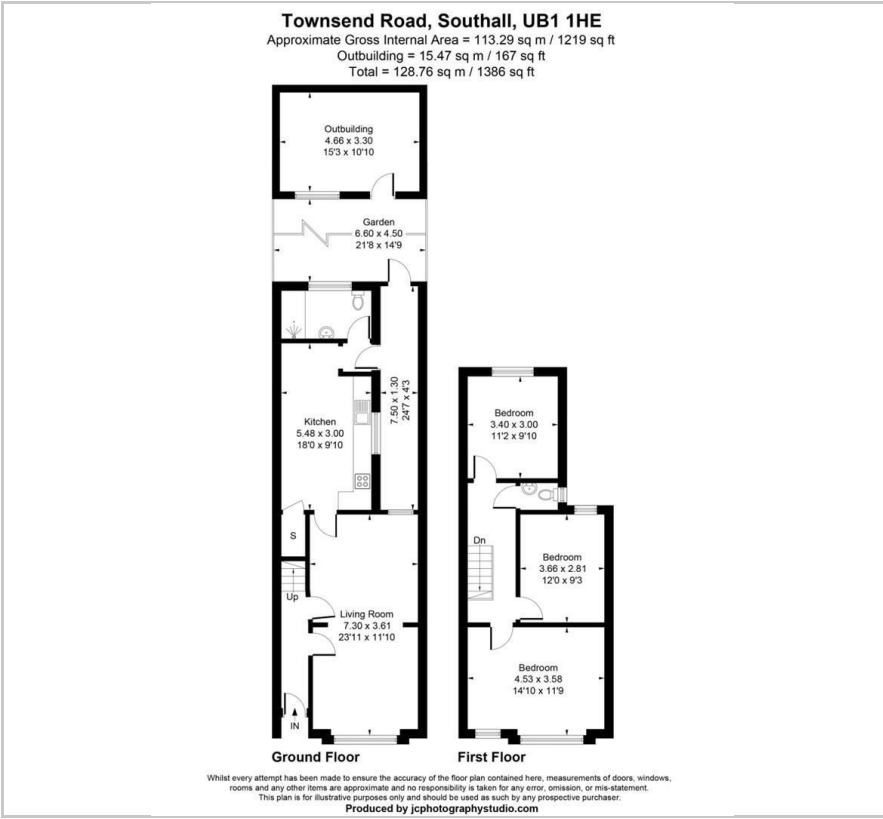 Townsend Road, Southall, UB1 1HE
Approximate Gross Internal Area = 113.29 sq m / 1219 sq ft
Outbuilding = 15.47 sq m / 167 sq ft
Total = 128.76 sq m / 1386 sq ft
Outbuilding
4.66 x 3.30
15'3 x 10'10
Garden
6.60 x 4.50
21'8 x 14'9
7.50 x 1.30
24'7 x 4'3
Kitchen
5.48 x 3.00
18'0 x 9'10
S
Up
Living Room
7.30 x 3.61
23'11 x 11'10
IN
Ground Floor
Bedroom
3.40 x 3.00
11'2 x 9'10
Dn
Bedroom
3.66 x 2.81
12'0 x 9'3
Bedroom
4.53 x 3.58
14'10 x 11'9
First Floor
Whilst every attempt has been made to ensure the accuracy of the floor plan contained here, measurements of doors, windows,
rooms and any other items are approximate and no responsibility is taken for any error, omission, or mis-statement.
This plan is for illustrative purposes only and should be used as such by any prospective purchaser.
Produced by jcphotographystudio.com